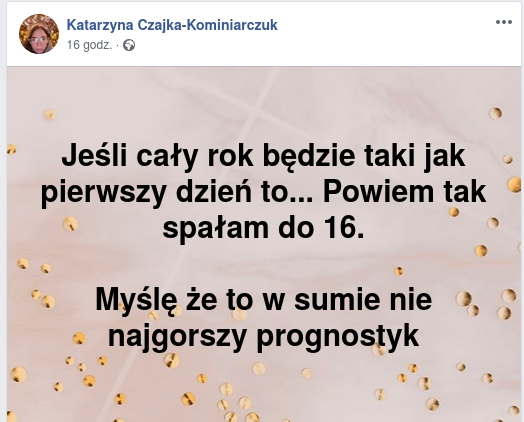 Katarzyna Czajka-Kominiarczuk
16 godz. ·
Jeśli cały rok będzie taki jak
pierwszy dzień to... Powiem tak
spałam do 16.
Myślę że to w sumie nie
najgorszy prognostyk